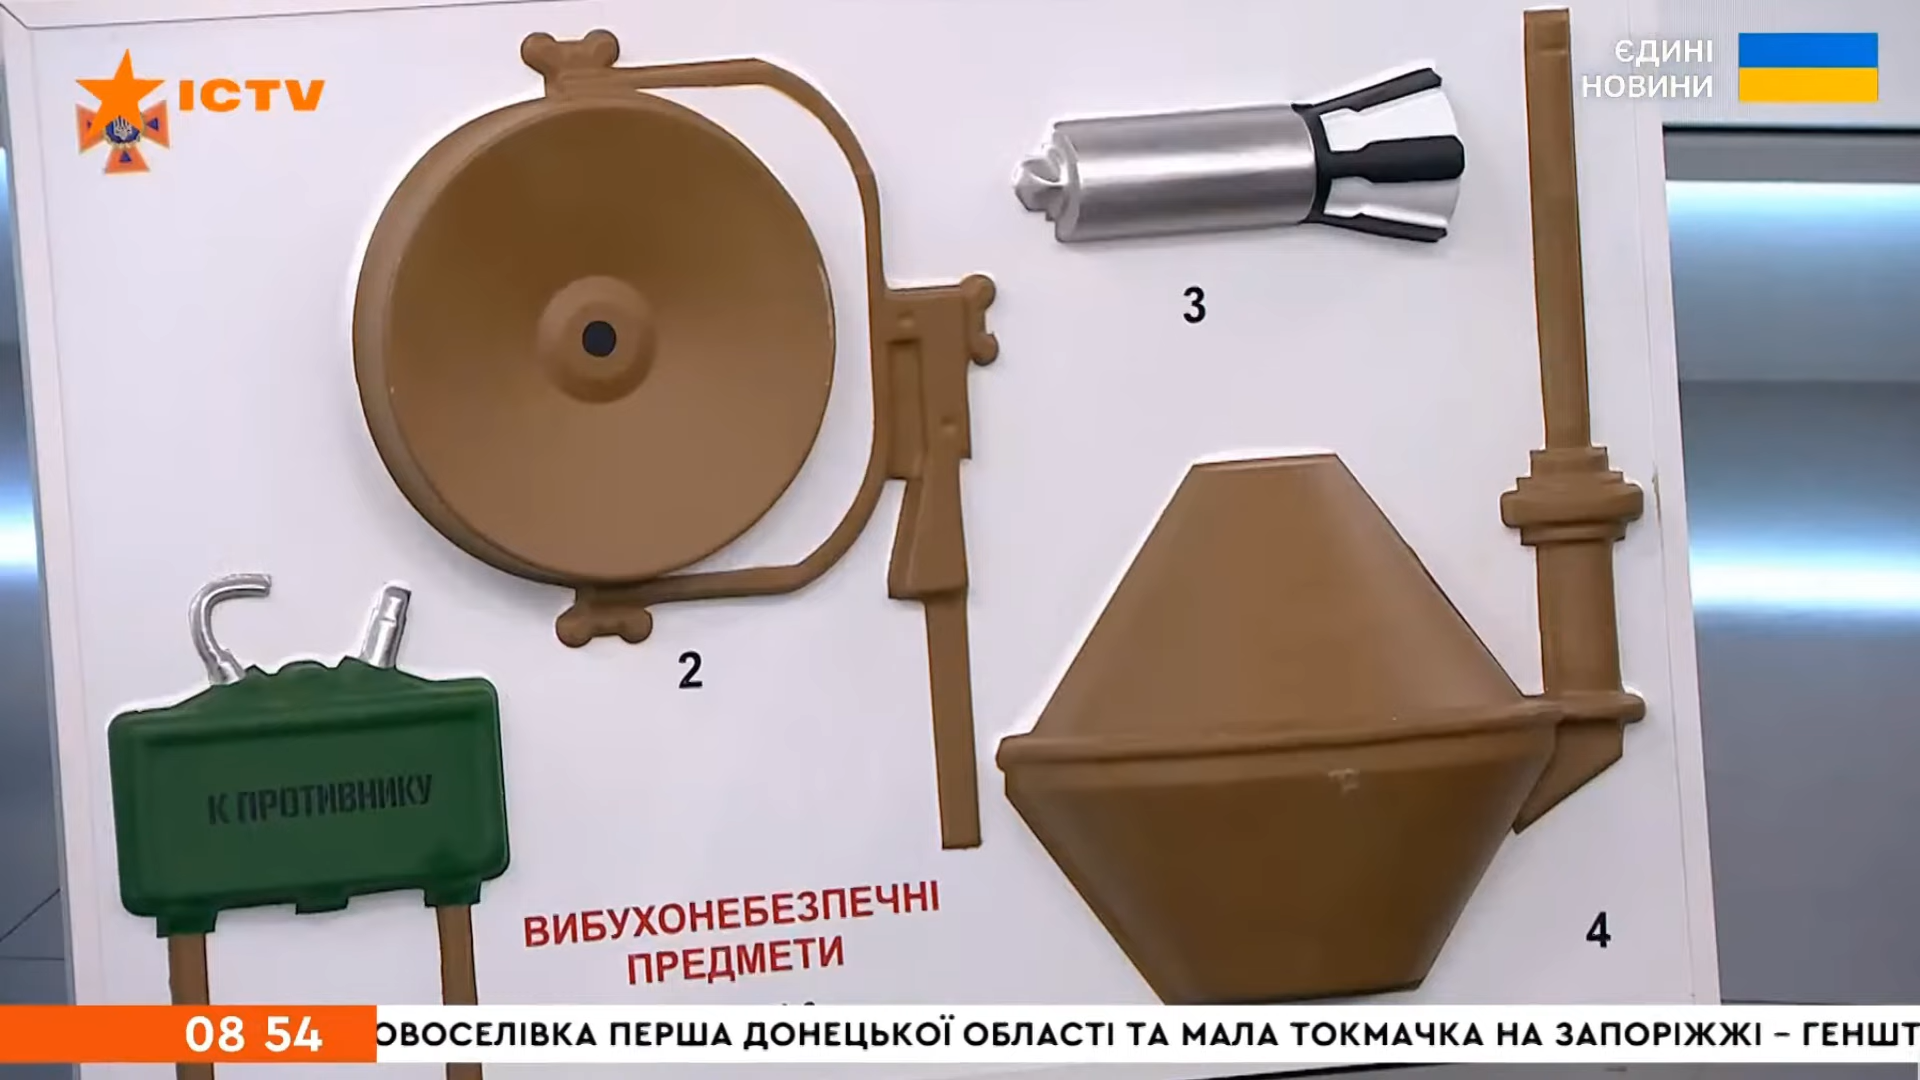 ICTV
ЄДИНІ
НОВИНИ
3
2
К ПРОТИВНИКУ
4
ВИБУХОНЕБЕЗПЕЧНІ
ПРЕДМЕТИ
08 54
ОВОСЕЛІВКА ПЕРША ДОНЕЦЬКОЇ ОБЛАСТІ ТА МАЛА ТОКМАЧКА НА ЗАПОРІЖЖІ – ГЕНШТ